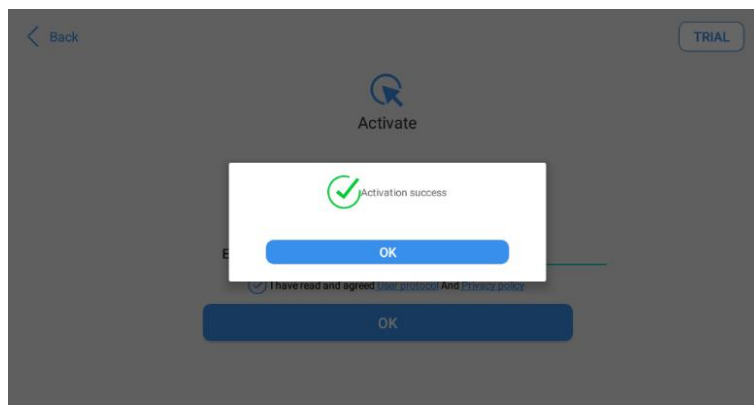 Back
TRIAL
Activate
Activation success
OK
I have read and agreed User protocol And Privacy policy
OK